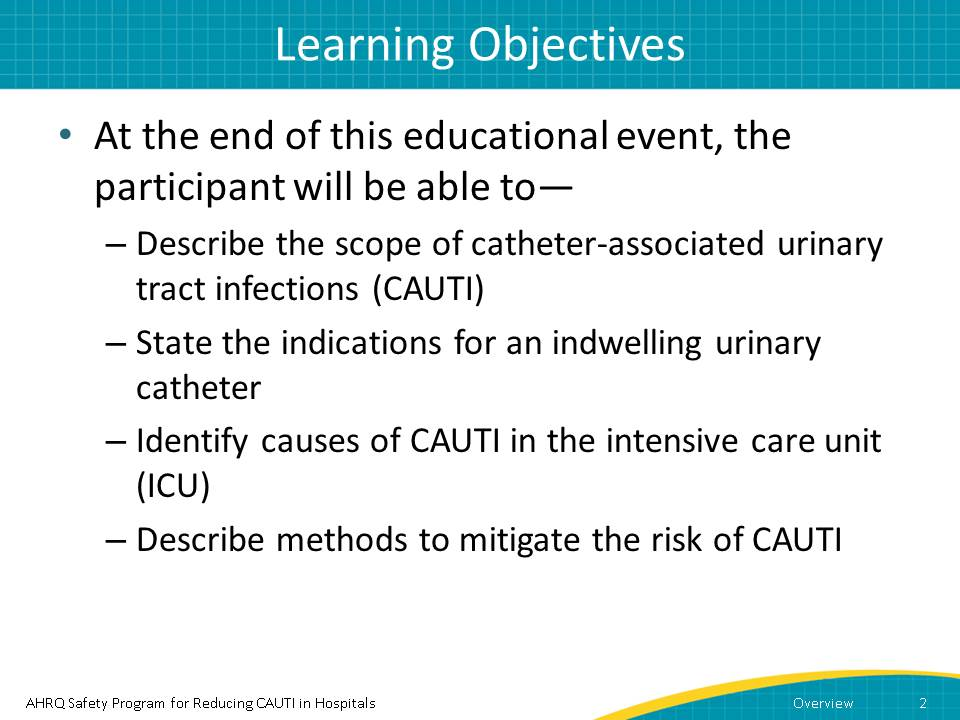 Learning Objectives
• At the end of this educational event, the
participant will be able to—
– Describe the scope of catheter-associated urinary
tract infections (CAUTI)
– State the indications for an indwelling urinary
catheter
– Identify causes of CAUTI in the intensive care unit
(ICU)
– Describe methods to mitigate the risk of CAUTI
AHRQ Safety Program for Reducing CAUTI in Hospitals
Overview
2